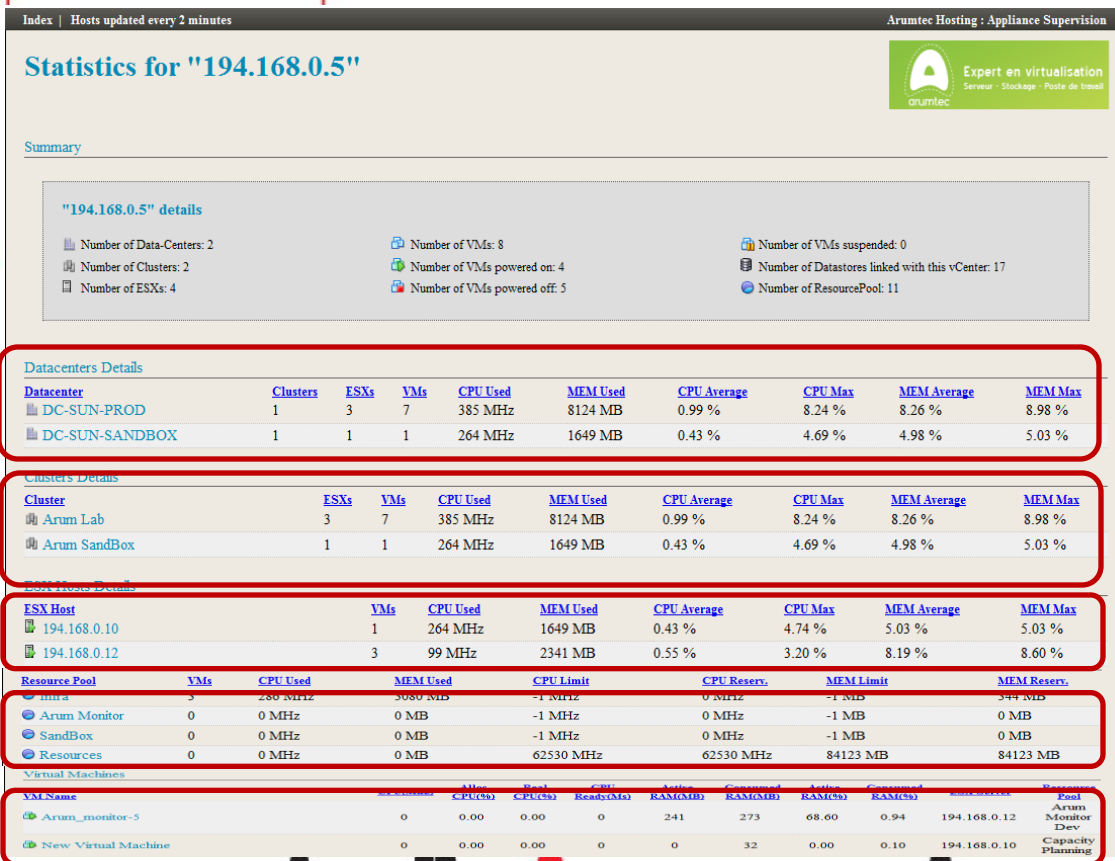 Index | Hosts updated every 2 minutes Arumtec Hosting : Appliance Supervision
Statistics for "194.168.0.5"
Expert en virtualisation
Serveur - Stockage - Poste de travail
arumtec
Summary
"194.168.0.5" details
Number of Data-Centers: 2 Number of VMs: 8 Number of VMs suspended: 0
Number of Clusters: 2 Number of VMs powered on: 4 Number of Datastores linked with this vCenter: 17
Number of ESXs: 4 Number of VMs powered off: 5 Number of ResourcePool: 11
Datacenters Details
Datacenter Clusters ESXs VMs CPU Used MEM Used CPU Average CPU Max MEM Average MEM Max
DC-SUN-PROD 1 3 7 385 MHz 8124 MB 0.99 % 8.24 % 8.26 % 8.98 %
DC-SUN-SANDBOX 1 1 1 264 MHz 1649 MB 0.43 % 4.69 % 4.98 % 5.03 %
Clusters Details
Cluster ESXs VMs CPU Used MEM Used CPU Average CPU Max MEM Average MEM Max
Arum Lab 3 7 385 MHz 8124 MB 0.99 % 8.24 % 8.26 % 8.98 %
Arum SandBox 1 1 264 MHz 1649 MB 0.43 % 4.69 % 4.98 % 5.03 %
ESX Hosts Details
ESX Host VMs CPU Used MEM Used CPU Average CPU Max MEM Average MEM Max
194.168.0.10 1 264 MHz 1649 MB 0.43 % 4.74 % 5.03 % 5.03 %
194.168.0.12 3 99 MHz 2341 MB 0.55 % 3.20 % 8.19 % 8.60 %
Resource Pool VMs CPU Used MEM Used CPU Limit CPU Reserv. MEM Limit MEM Reserv.
3 286 MHz 3080 MB -1 MHz 0 MHz -1 MB 344 MB
Arum Monitor 0 0 MHz 0 MB -1 MHz 0 MHz -1 MB 0 MB
SandBox 0 0 MHz 0 MB -1 MHz 0 MHz -1 MB 0 MB
Resources 0 0 MHz 0 MB 62530 MHz 62530 MHz 84123 MB 84123 MB
Virtual Machines
VM Name CPU(%) CPU(%) Ready(Ms) RAM(MB) RAM(MB) RAM(%) RAM(%) Pool
Arum_monitor-5 0 0.00 0.00 0 241 273 68.60 0.94 194.168.0.12 Arum Monitor Dev
New Virtual Machine 0 0.00 0.00 0 0 32 0.00 0.10 194.168.0.10 Capacity Planning